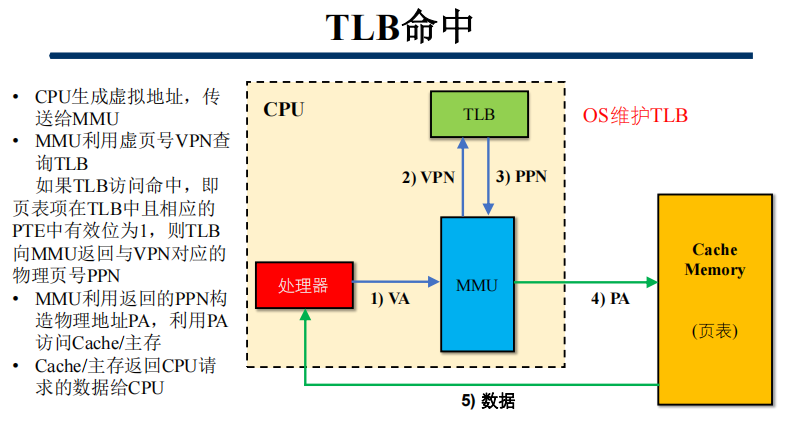 TLB命中
• CPU生成虚拟地址，传
送给MMU
• MMU利用虚页号VPN查
询TLB
如果TLB访问命中，即
页表项在TLB中且相应的
PTE中有效位为1，则TLB
向MMU返回与VPN对应的
物理页号PPN
• MMU利用返回的PPN构
造物理地址PA，利用PA
访问Cache/主存
• Cache/主存返回CPU请
求的数据给CPU
CPU
TLB
OS维护TLB
2) VPN
3) PPN
处理器
1) VA
MMU
4) PA
Cache
Memory
(页表)
5) 数据